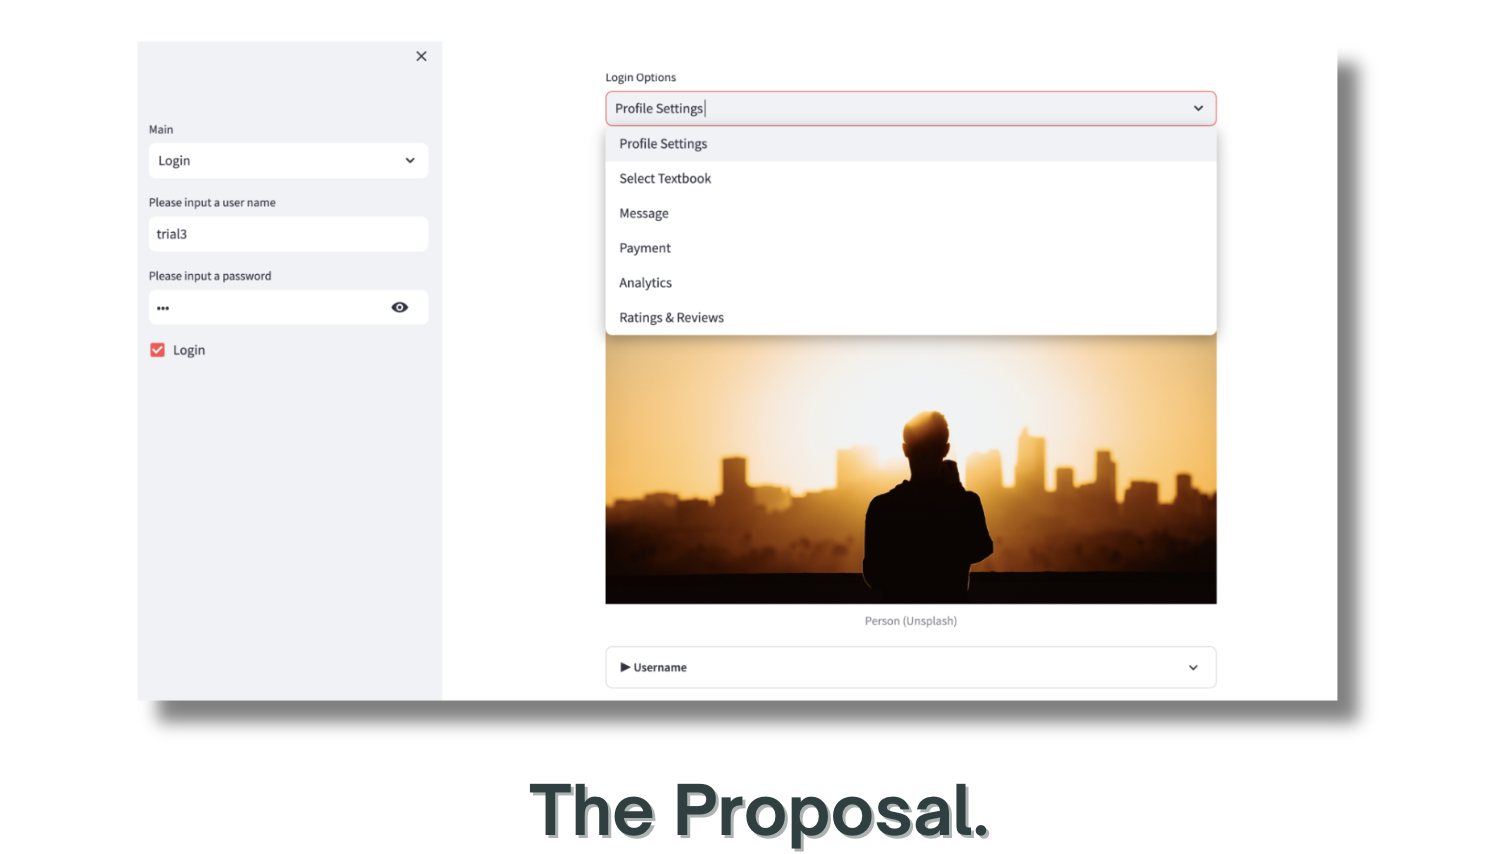 Main
Login
Please input a user name
trial3
Please input a password
•••
Login
Login Options
Profile Settings
Profile Settings
Select Textbook
Message
Payment
Analytics
Ratings & Reviews
Person (Unsplash)
▶ Username
The Proposal.